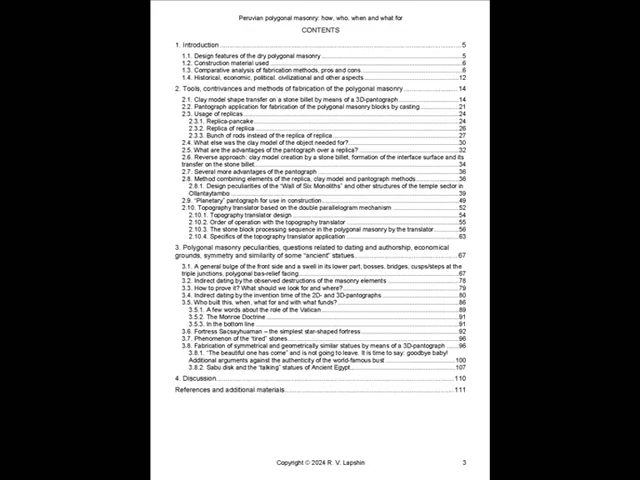 Peruvian polygonal masonry: how, who, when and what for
CONTENTS
1. Introduction 5
1.1. Design features of the dry polygonal masonry 5
1.2. Construction material used 6
1.3. Comparative analysis of fabrication methods, pros and cons 6
1.4. Historical, economic, political, civilizational and other aspects 12
2. Tools, contrivances and methods of fabrication of the polygonal masonry 14
2.1. Clay model shape transfer on a stone billet by means of a 3D-pantograph 14
2.2. Pantograph application for fabrication of the polygonal masonry blocks by casting 21
2.3. Usage of replicas 24
2.3.1. Replica-pancake 24
2.3.2. Replica of replica 26
2.3.3. Bunch of rods instead of the replica of replica 27
2.4. What else was the clay model of the object needed for? 30
2.5. What are the advantages of the pantograph over a replica? 32
2.6. Reverse approach: clay model creation by a stone billet, formation of the interface surface and its
transfer on the stone billet 34
2.7. Several more advantages of the pantograph 36
2.8. Method combining elements of the replica, clay model and pantograph methods 36
2.8.1. Design peculiarities of the "Wall of Six Monoliths" and other structures of the temple sector in
Ollantaytambo 39
2.9. "Planetary" pantograph for use in construction 49
2.10. Topography translator based on the double parallelogram mechanism 52
2.10.1. Topography translator design 54
2.10.2. Order of operation with the topography translator 55
2.10.3. The stone block processing sequence in the polygonal masonry by the translator 56
2.10.4. Specifics of the topography translator application 63
3. Polygonal masonry peculiarities, questions related to dating and authorship, economical
grounds, symmetry and similarity of some "ancient" statues 67
3.1. A general bulge of the front side and a swell in its lower part, bosses, bridges, cusps/steps at the
triple junctions, polygonal bas-relief facing 67
3.2. Indirect dating by the observed destructions of the masonry elements 78
3.3. How to prove it? What should we look for and where? 79
3.4. Indirect dating by the invention time of the 2D- and 3D-pantographs 80
3.5. Who built this, when, what for and with what funds? 86
3.5.1. A few words about the role of the Vatican 89
3.5.2. The Monroe Doctrine 91
3.5.3. In the bottom line 91
3.6. Fortress Sacsayhuaman – the simplest star-shaped fortress 92
3.7. Phenomenon of the "tired" stones 96
3.8. Fabrication of symmetrical and geometrically similar statues by means of a 3D-pantograph 96
3.8.1. "The beautiful one has come" and is not going to leave. It is time to say: goodbye baby!
Additional arguments against the authenticity of the world-famous bust 100
3.8.2. Sabu disk and the "talking" statues of Ancient Egypt 107
4. Discussion 110
References and additional materials 111
Copyright © 2024 R. V. Lapshin 3